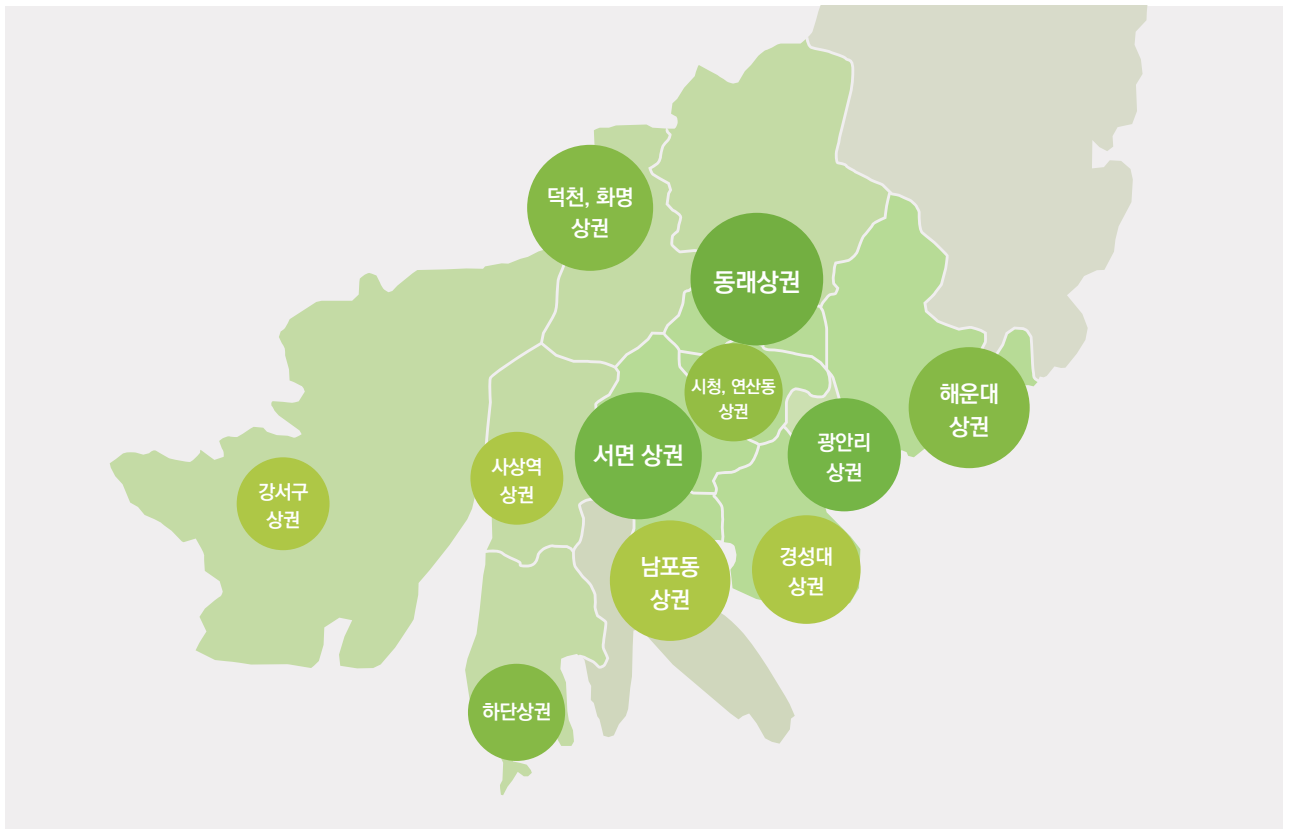 덕천, 화명
상권
동래상권
시청, 연산동
상권
해운대
상권
서면 상권
광안리
상권
사상역
상권
강서구
상권
남포동
상권
경성대
상권
하단상권